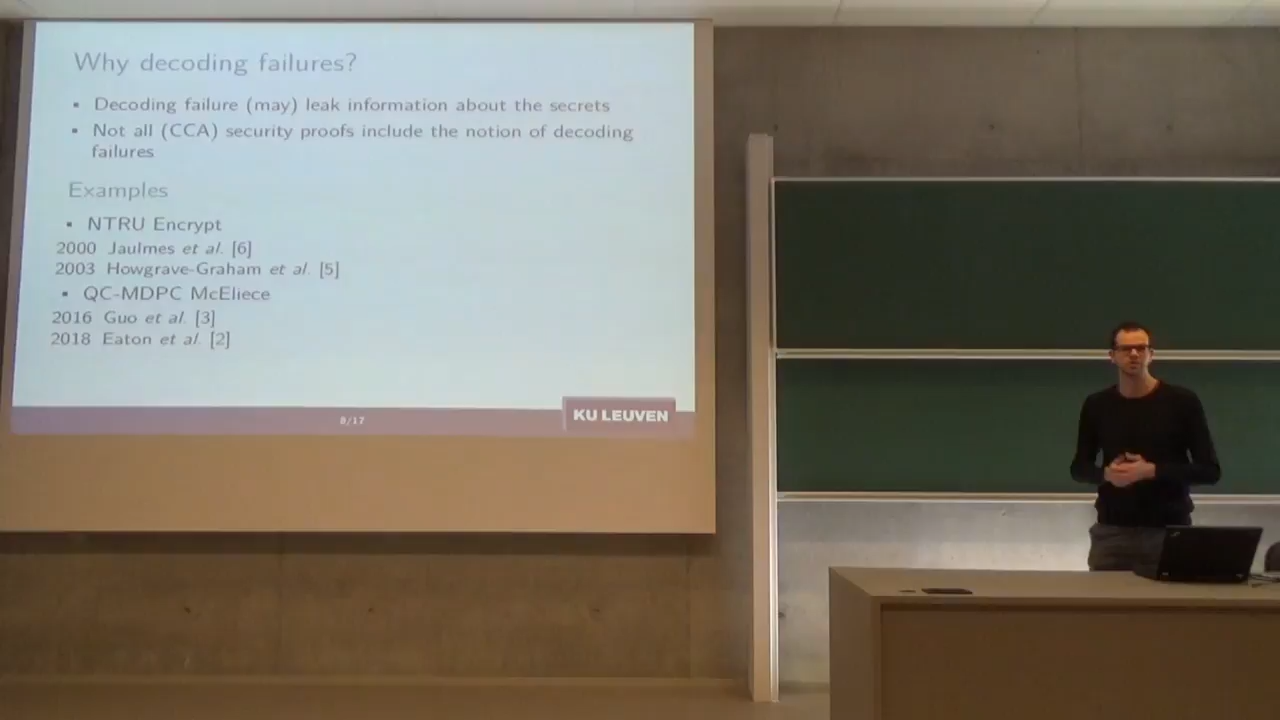 Why decoding failures?
▪ Decoding failure (may) leak information about the secrets
▪ Not all (CCA) security proofs include the notion of decoding
failures
Examples
▪ NTRU Encrypt
2000 Jaulmes et al. [6]
2003 Howgrave-Graham et al. [5]
▪ QC-MDPC McEliece
2016 Guo et al. [3]
2018 Eaton et al. [2]
8/17
KU LEUVEN